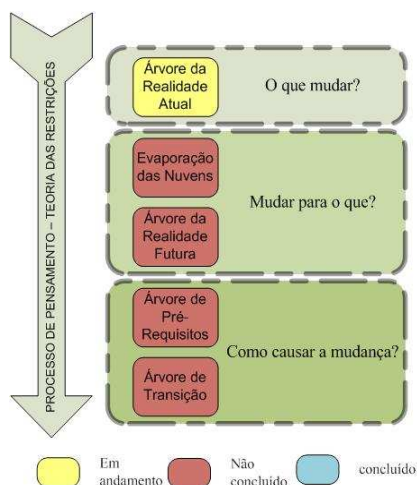 PROCESSO DE PENSAMENTO – TEORIA DAS RESTRIÇÕES
Árvore da
Realidade
Atual
O que mudar?
Evaporação
das Nuvens
Mudar para o que?
Árvore da
Realidade
Futura
Árvore de
Pré-
Requisitos
Como causar a mudança?
Árvore de
Transição
Em
andamento
Não
concluído
concluído